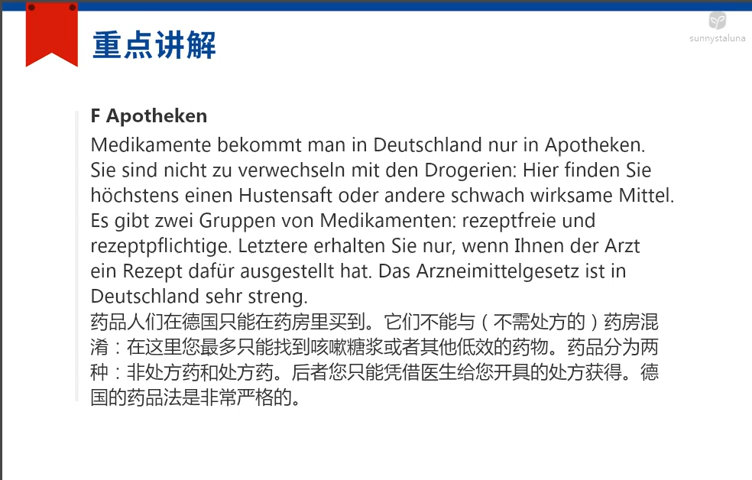 重点讲解
sunnystaluna
F Apotheken
Medikamente bekommt man in Deutschland nur in Apotheken.
Sie sind nicht zu verwechseln mit den Drogerien: Hier finden Sie
höchstens einen Hustensaft oder andere schwach wirksame Mittel.
Es gibt zwei Gruppen von Medikamenten: rezeptfreie und
rezeptpflichtige. Letztere erhalten Sie nur, wenn Ihnen der Arzt
ein Rezept dafür ausgestellt hat. Das Arzneimittelgesetz ist in
Deutschland sehr streng.
药品人们在德国只能在药房里买到。它们不能与（不需处方的）药房混
淆：在这里您最多只能找到咳嗽糖浆或者其他低效的药物。药品分为两
种：非处方药和处方药。后者您只能凭借医生给您开具的处方获得。德
国的药品法是非常严格的。